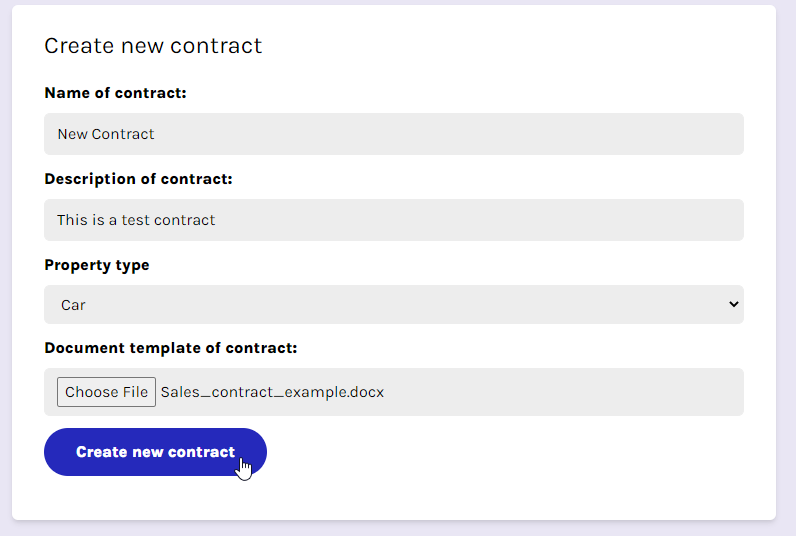 Create new contract
Name of contract:
New Contract
Description of contract:
This is a test contract
Property type
Car
Document template of contract:
Choose File Sales_contract_example.docx
Create new contract